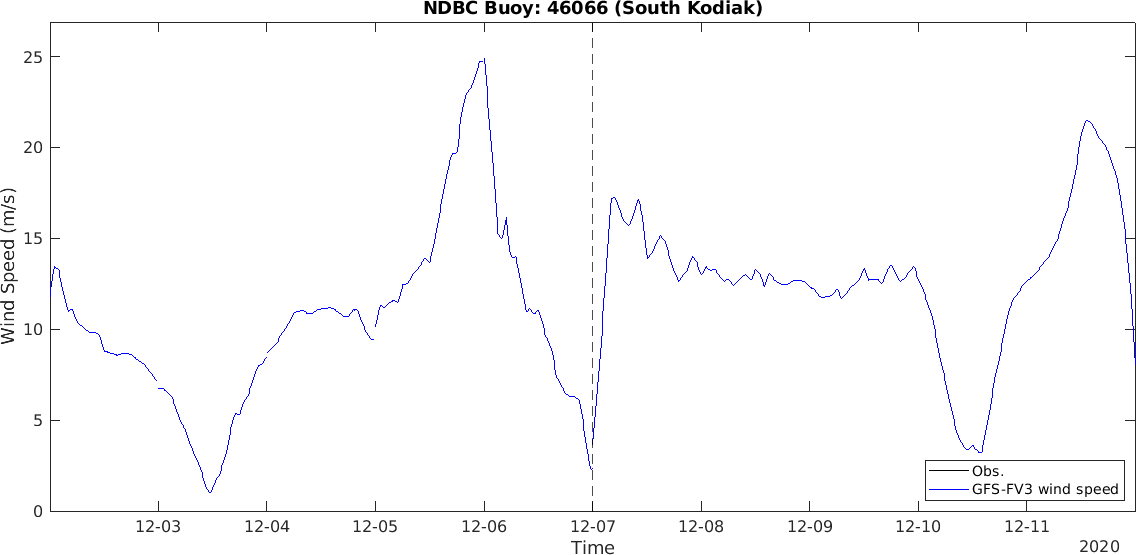 NDBC Buoy: 46066 (South Kodiak)
Wind Speed (m/s)
25
20
15
10
5
0
12-03 12-04 12-05 12-06 12-07 12-08 12-09 12-10 12-11
Time
2020
Obs.
GFS-FV3 wind speed